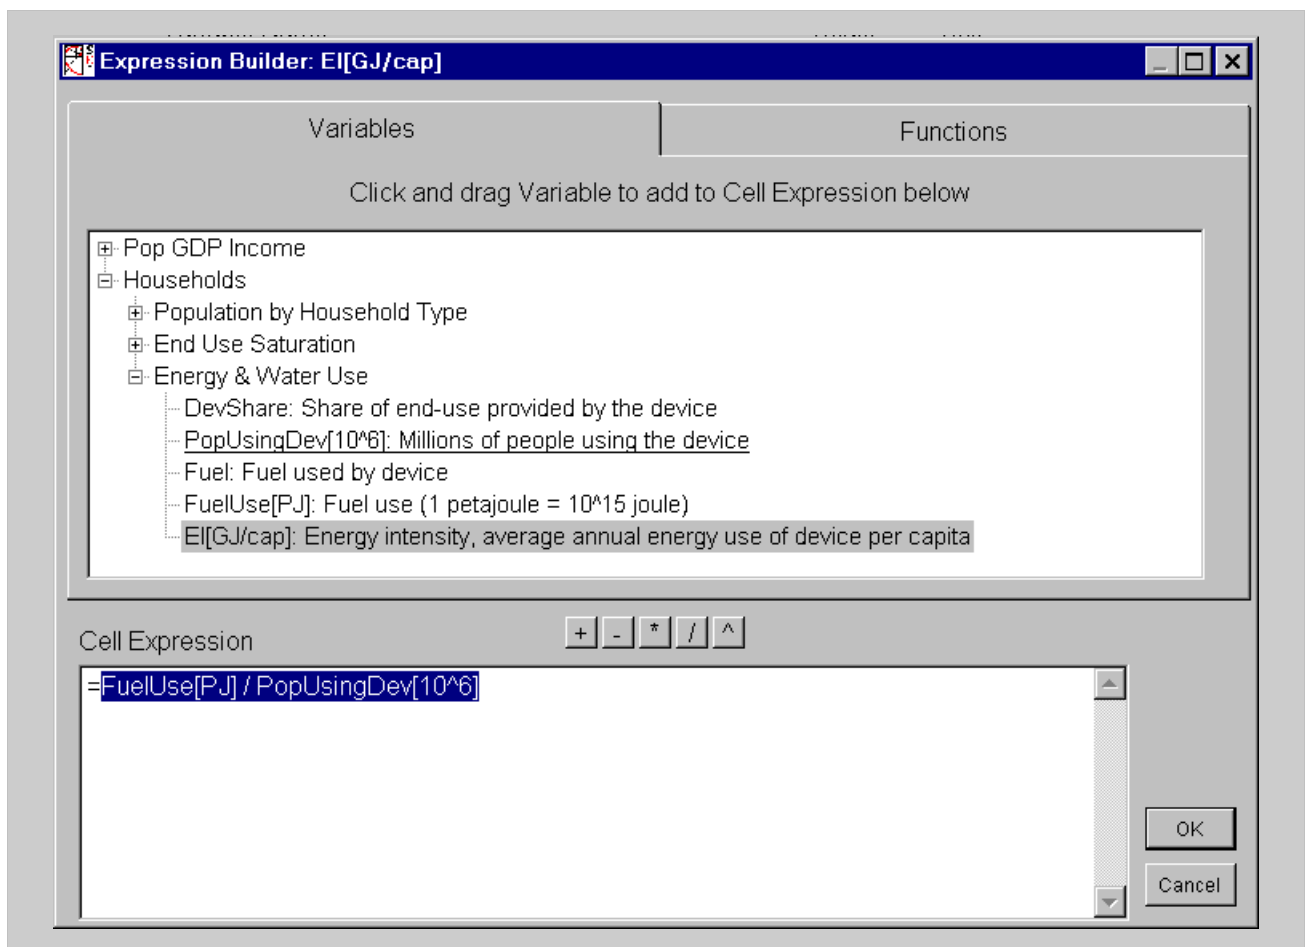 Expression Builder: EI[GJ/cap]
Variables
Functions
Click and drag Variable to add to Cell Expression below
Pop GDP Income
Households
Population by Household Type
End Use Saturation
Energy & Water Use
DevShare: Share of end-use provided by the device
PopUsingDev[10^6]: Millions of people using the device
Fuel: Fuel used by device
FuelUse[PJ]: Fuel use (1 petajoule = 10^15 joule)
EI[GJ/cap]: Energy intensity, average annual energy use of device per capita
Cell Expression
+ - * / ^
=FuelUse[PJ] / PopUsingDev[10^6]
OK
Cancel